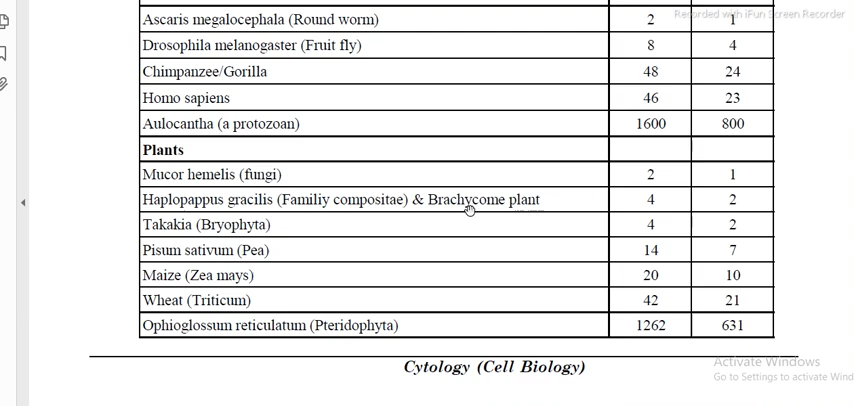 Recorded with iFun Screen Recorder
Ascaris megalocephala (Round worm) 2 1
Drosophila melanogaster (Fruit fly) 8 4
Chimpanzee/Gorilla 48 24
Homo sapiens 46 23
Aulocantha (a protozoan) 1600 800
Plants
Mucor hemelis (fungi) 2 1
Haplopappus gracilis (Familiy compositae) & Brachycome plant 4 2
Takakia (Bryophyta) 4 2
Pisum sativum (Pea) 14 7
Maize (Zea mays) 20 10
Wheat (Triticum) 42 21
Ophioglossum reticulatum (Pteridophyta) 1262 631
Cytology (Cell Biology)
Activate Windows
Go to Settings to activate Wind